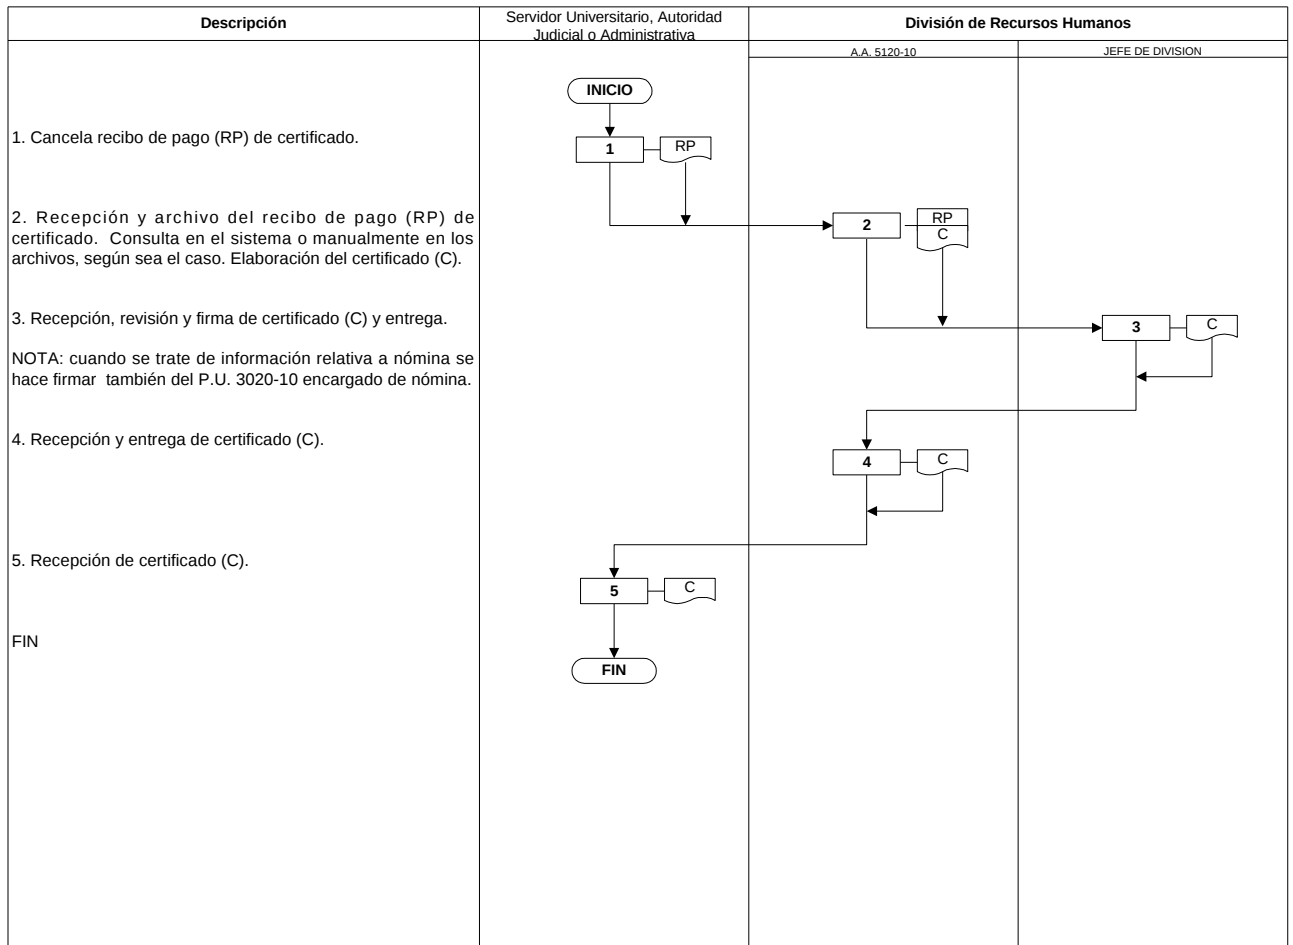 Descripción
Servidor Universitario, Autoridad
Judicial o Administrativa
División de Recursos Humanos
A.A. 5120-10
JEFE DE DIVISION
INICIO
1. Cancela recibo de pago (RP) de certificado.
1
RP
2. Recepción y archivo del recibo de pago (RP) de
certificado. Consulta en el sistema o manualmente en los
archivos, según sea el caso. Elaboración del certificado (C).
2
RP
C
3. Recepción, revisión y firma de certificado (C) y entrega.
3
C
NOTA: cuando se trate de información relativa a nómina se
hace firmar también del P.U. 3020-10 encargado de nómina.
4. Recepción y entrega de certificado (C).
4
C
5. Recepción de certificado (C).
5
C
FIN
FIN